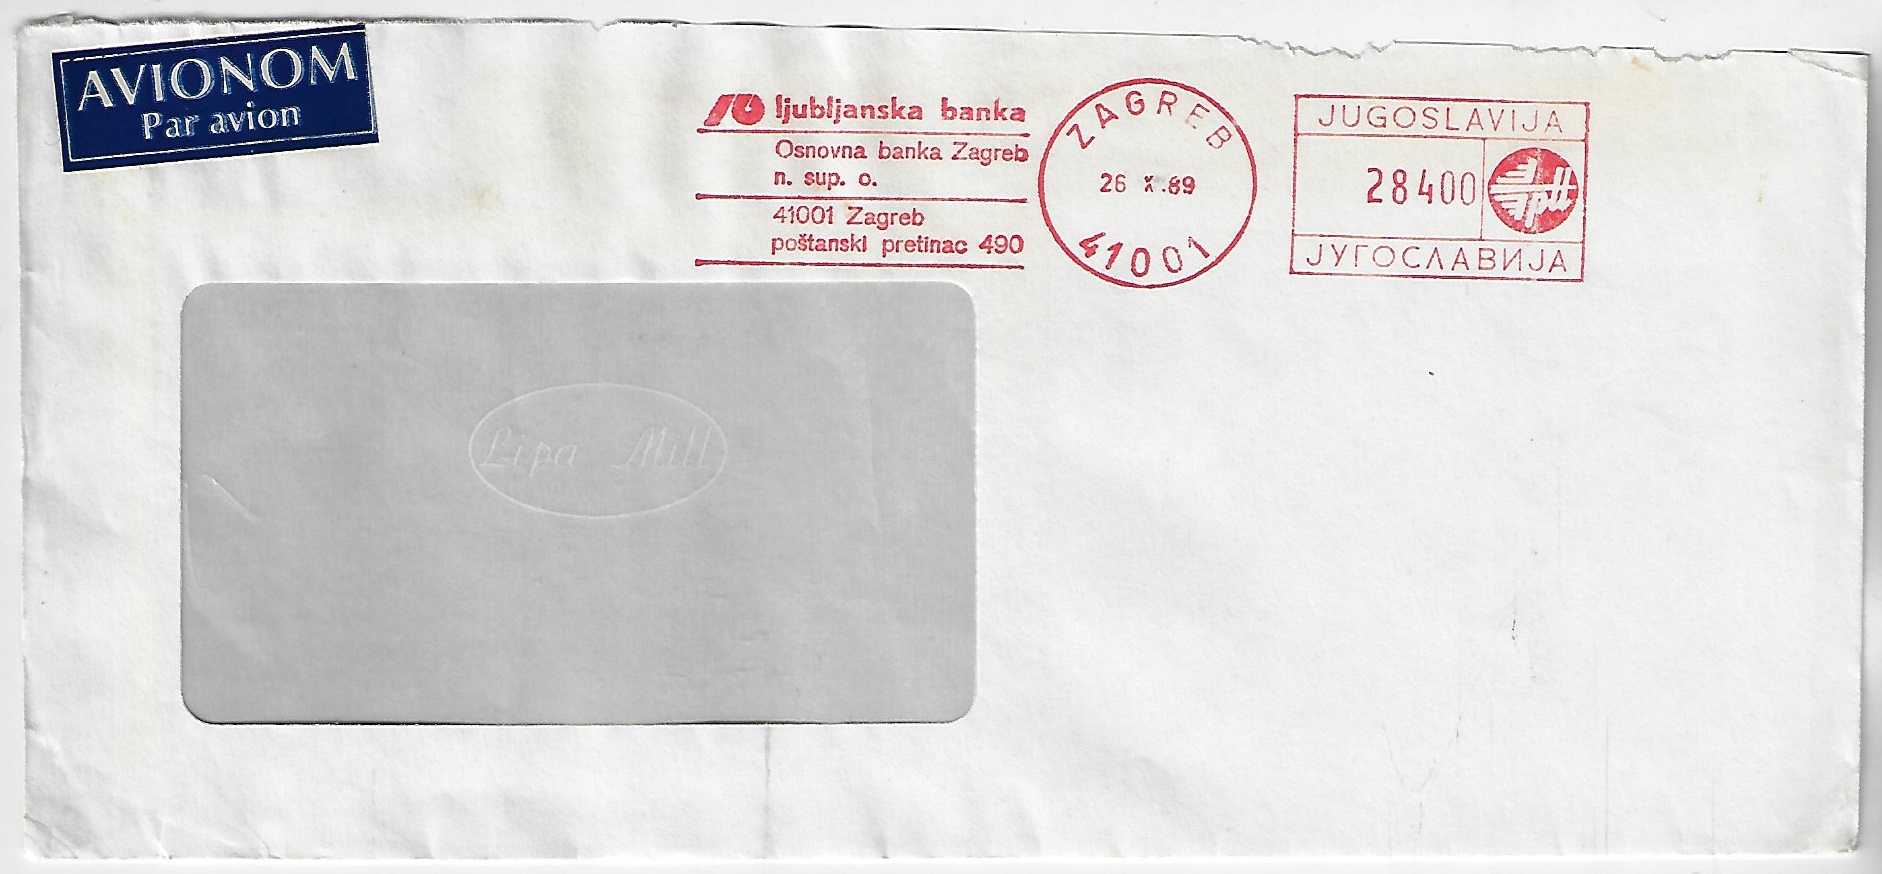 AVIONOM
Par avion
ljubljanska banka
Osnovna banka Zagreb
n. sup. o.
41001 Zagreb
poštanski pretinac 490
ZAGREB
26 X .89
41001
JUGOSLAVIJA
28400
ptt
ЈУГОСЛАВИЈА
Lipa Mill